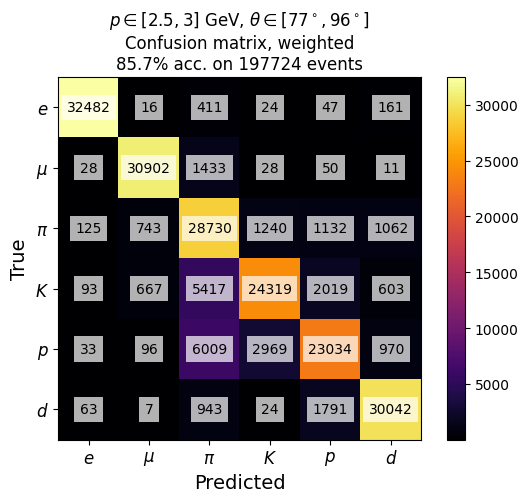 p ∈ [2.5, 3] GeV, θ ∈ [77°, 96°]
Confusion matrix, weighted
85.7% acc. on 197724 events
e 32482 16 411 24 47 161
μ 28 30902 1433 28 50 11
π 125 743 28730 1240 1132 1062
K 93 667 5417 24319 2019 603
p 33 96 6009 2969 23034 970
d 63 7 943 24 1791 30042
e μ π K p d
Predicted
True
30000
25000
20000
15000
10000
5000